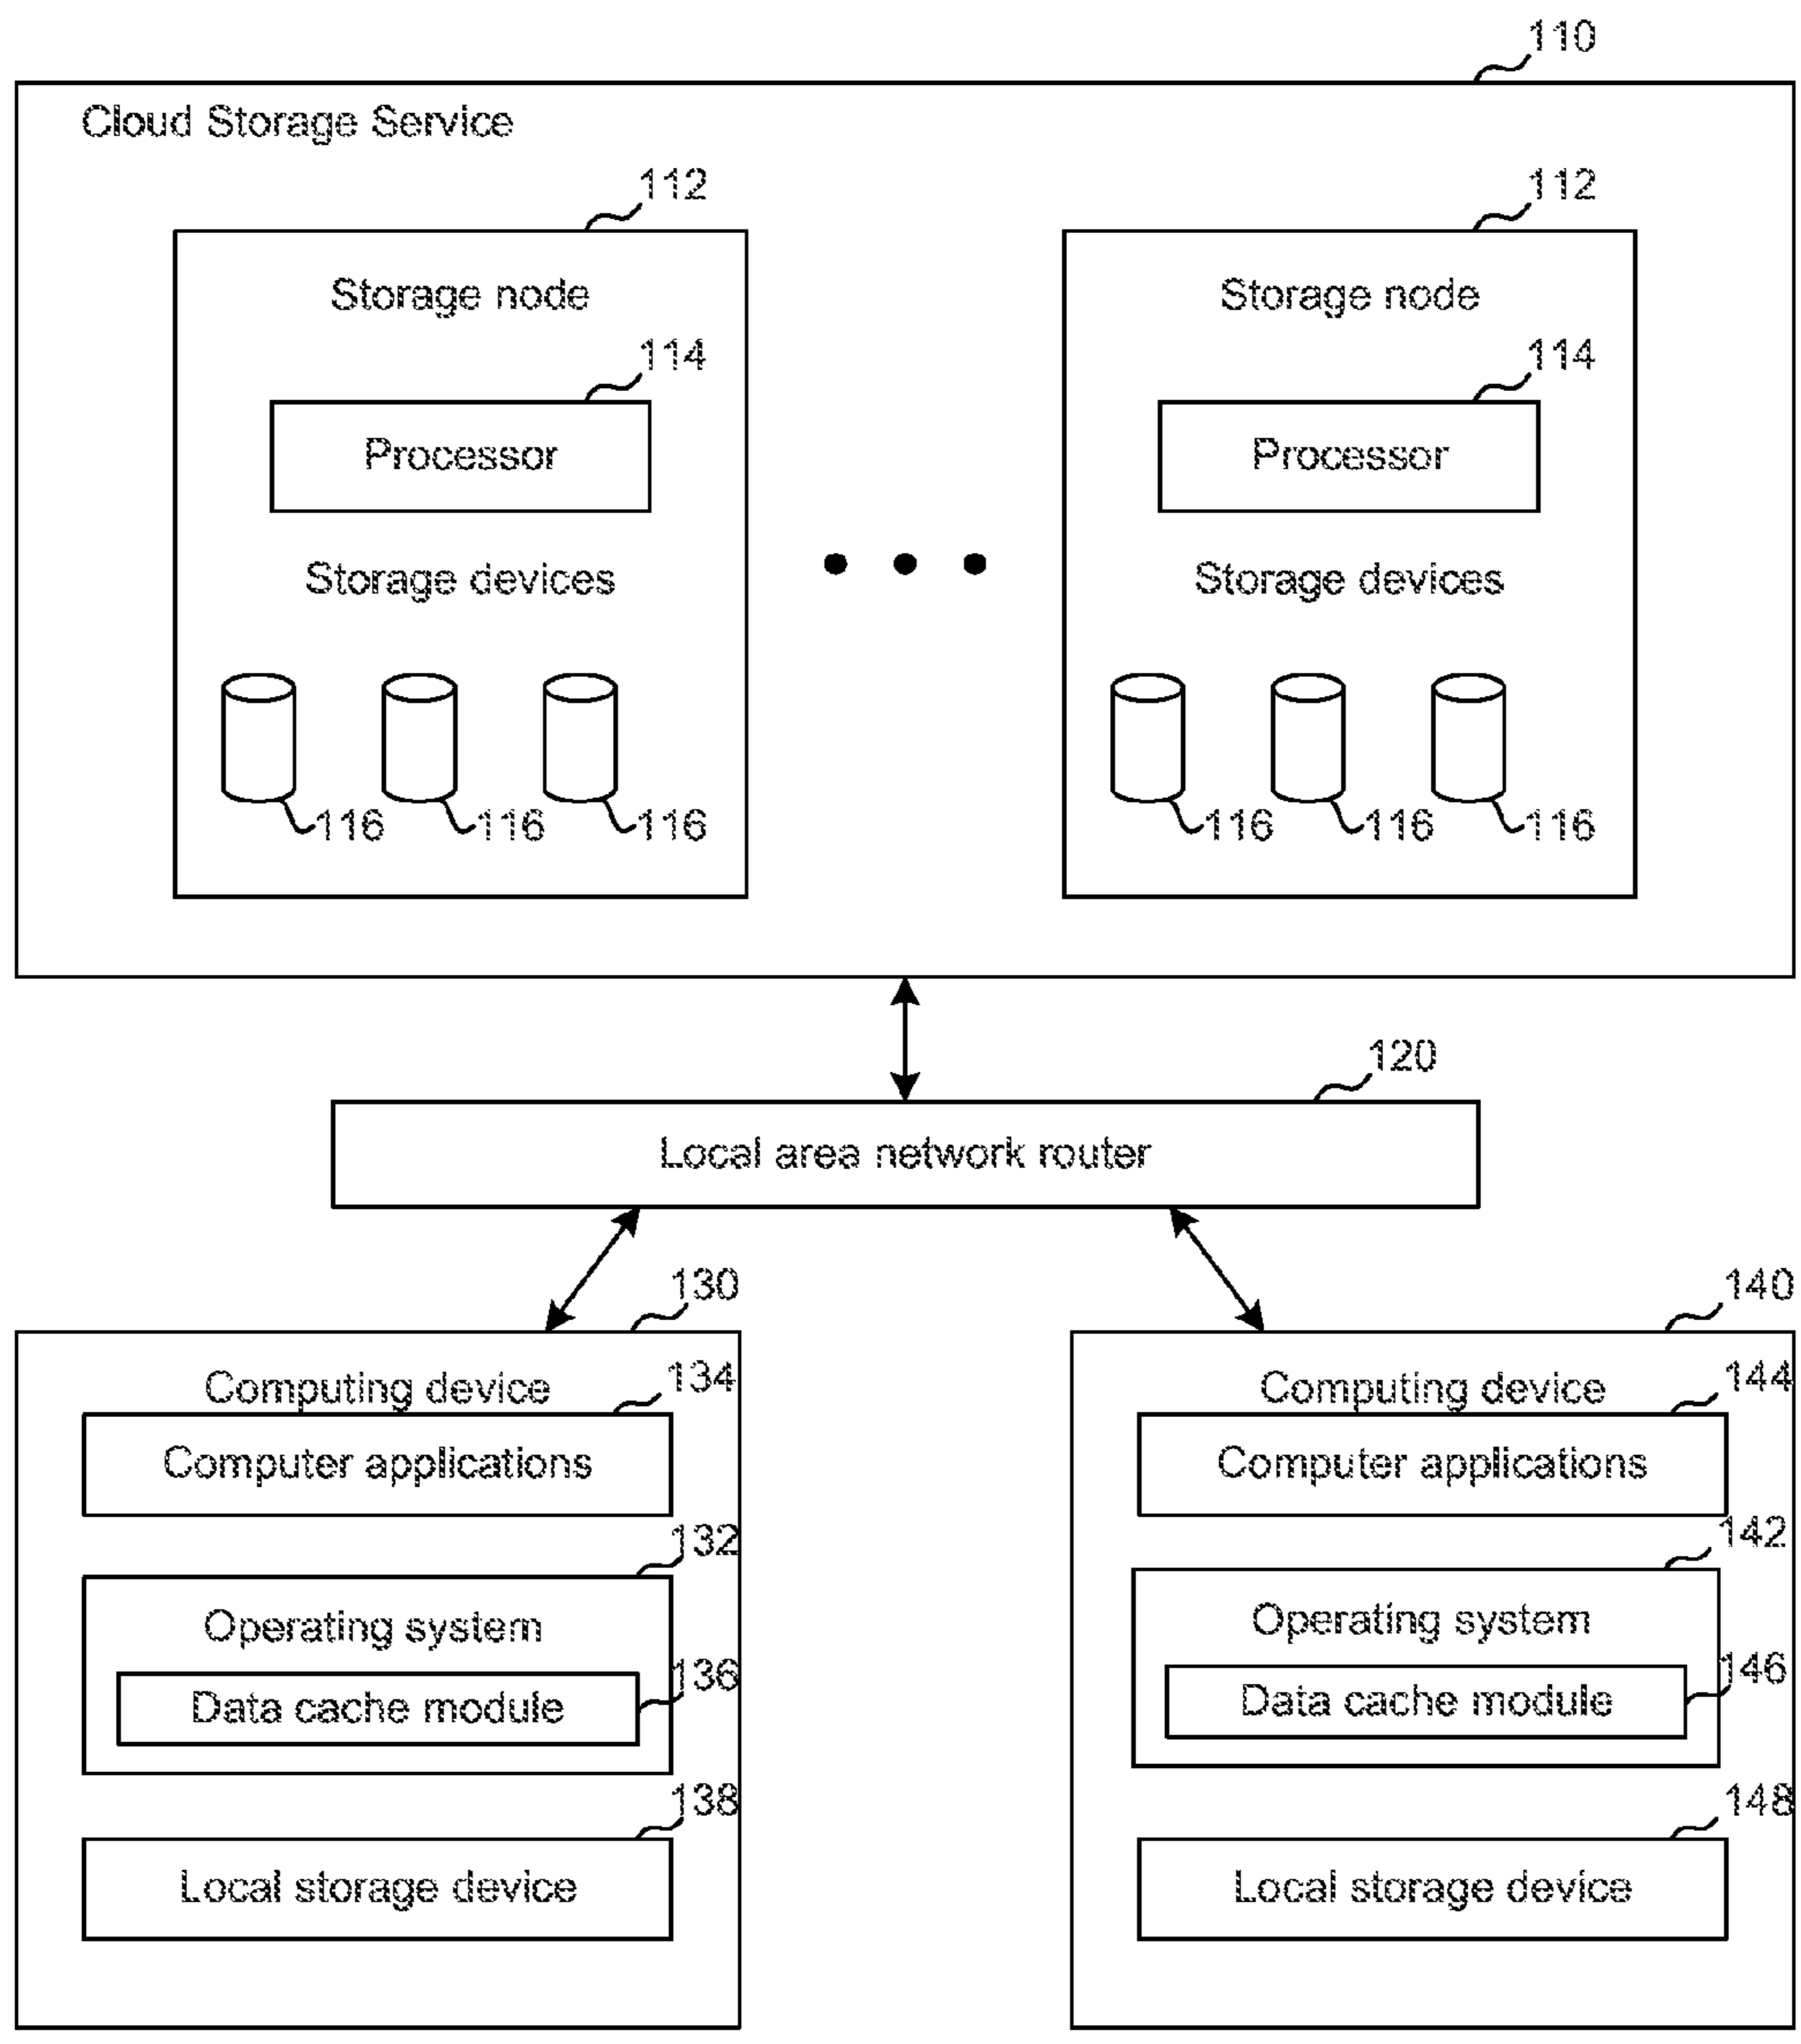 110
Cloud Storage Service
112
112
Storage node
Storage node
114
114
Processor
Processor
Storage devices
Storage devices
116 116 116
116 116 116
120
Local area network router
130
140
Computing device
134
Computer applications
132
Operating system
136
Data cache module
138
Local storage device
Computing device
144
Computer applications
142
Operating system
146
Data cache module
148
Local storage device